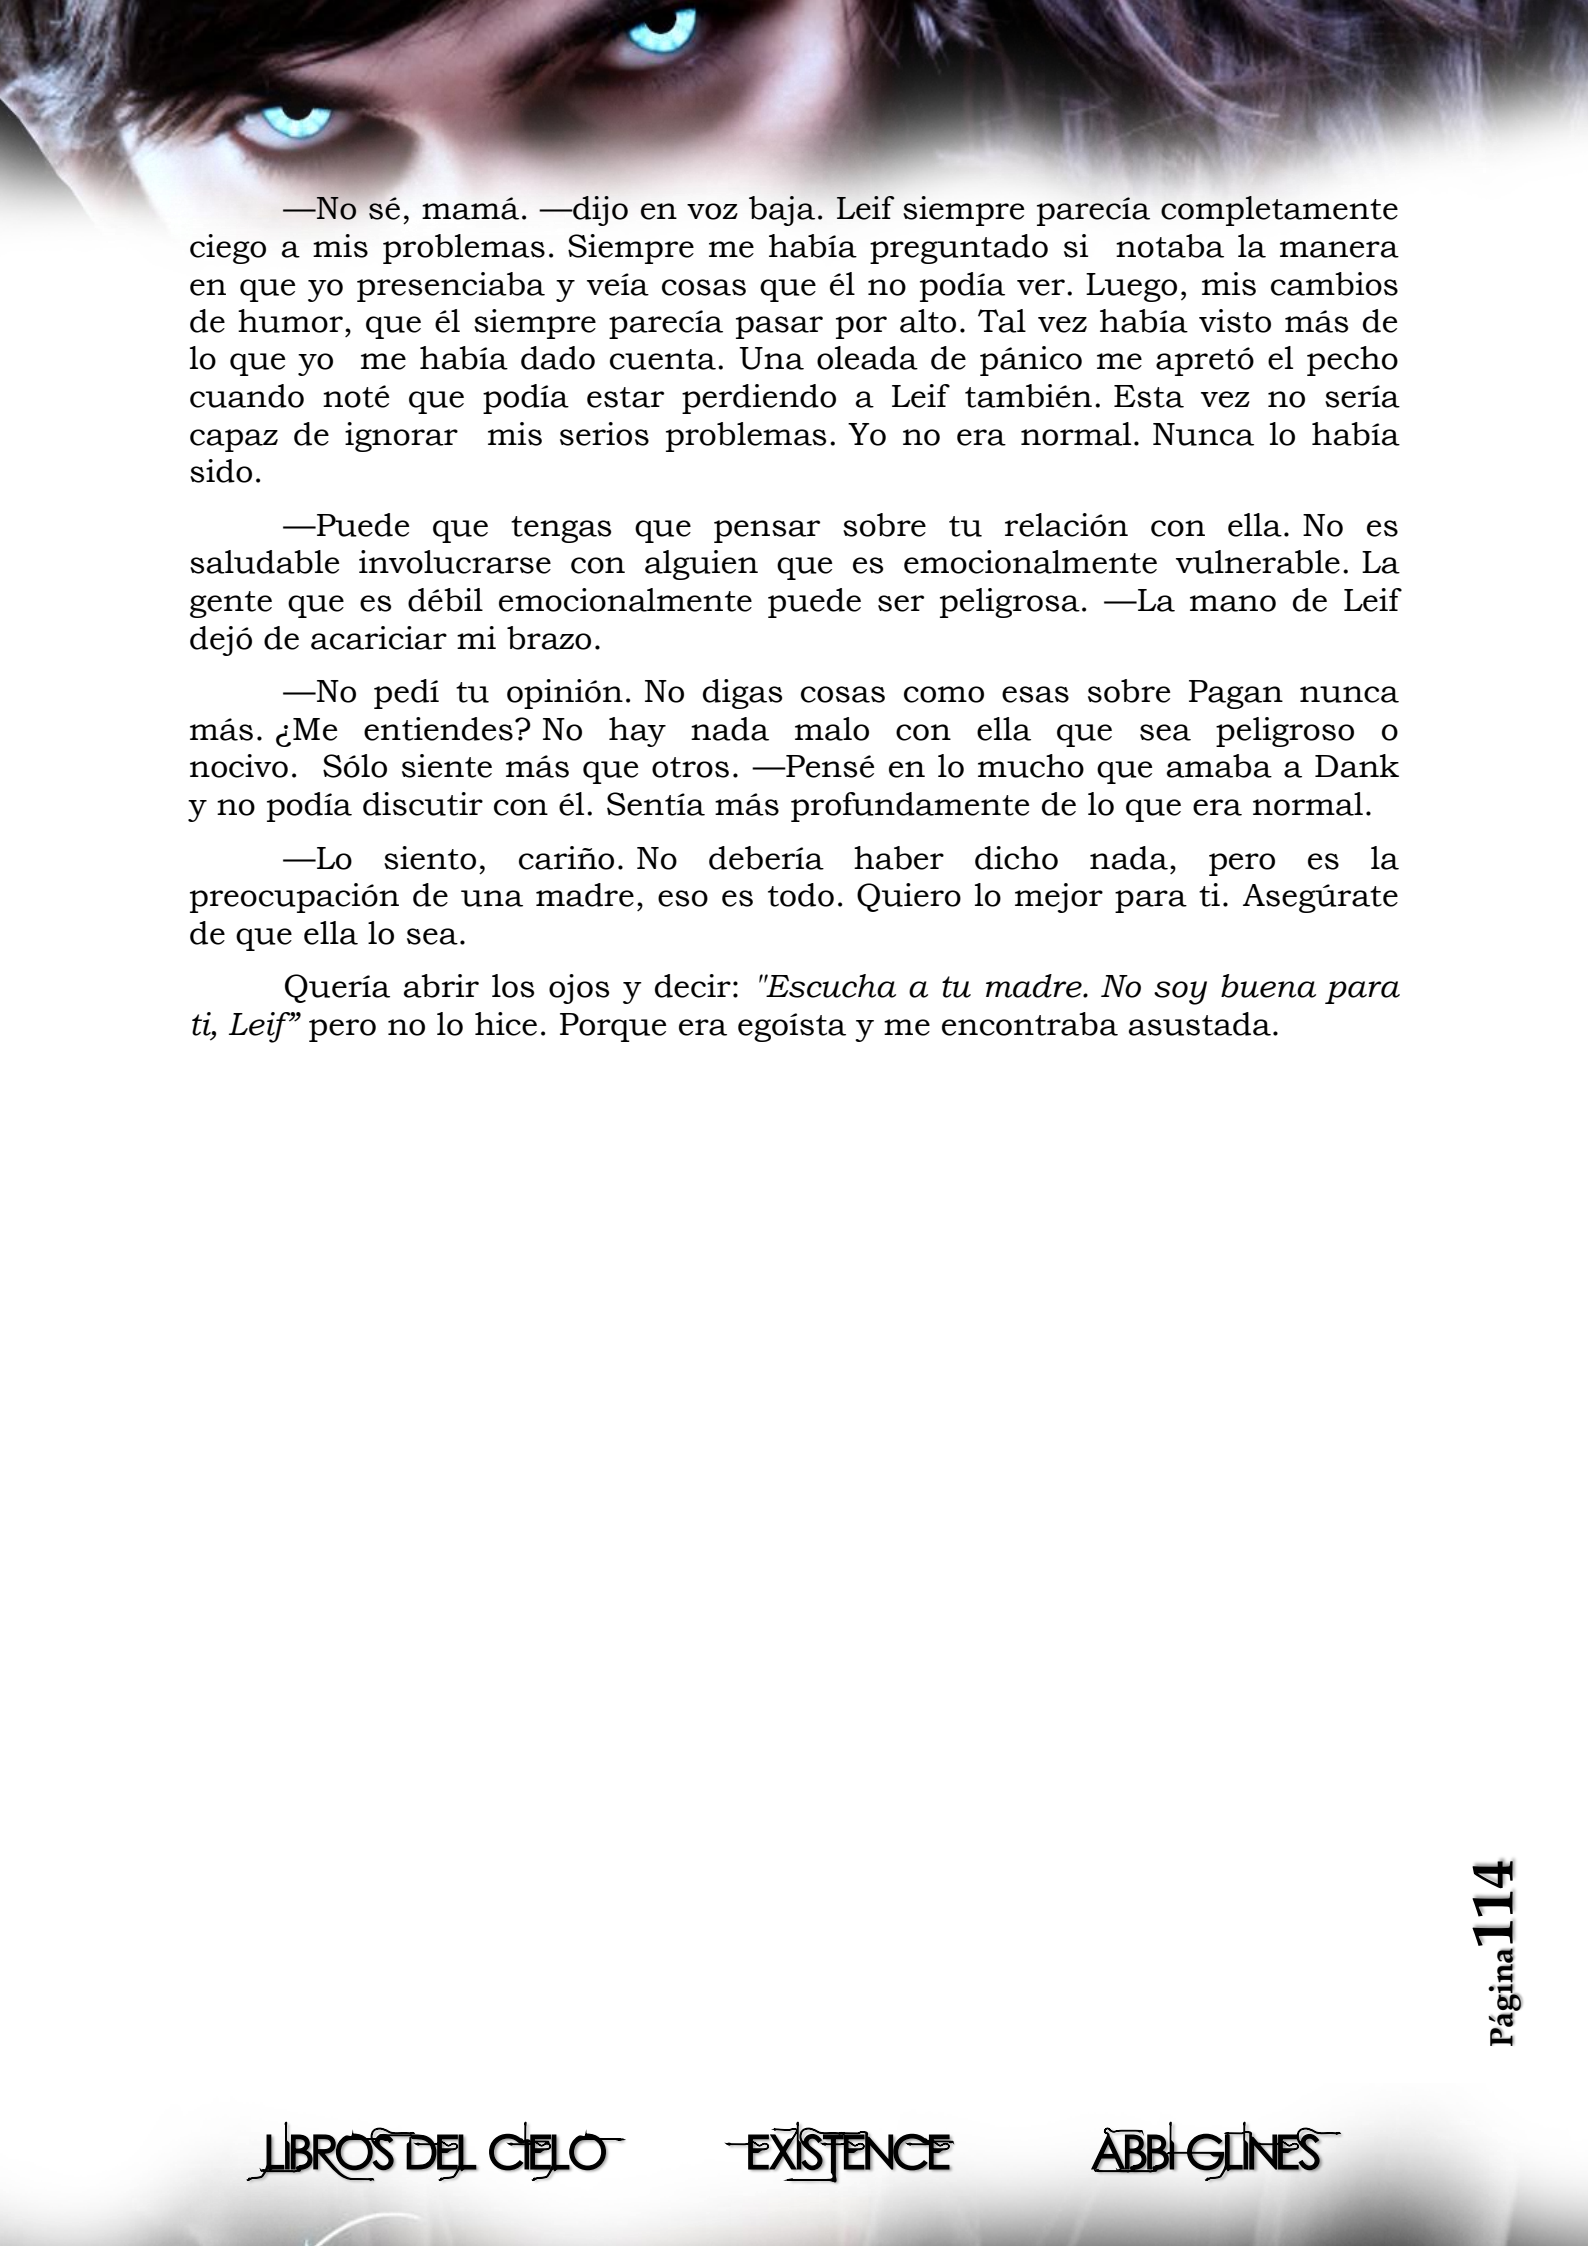 —No sé, mamá. —dijo en voz baja. Leif siempre parecía completamente
ciego a mis problemas. Siempre me había preguntado si  notaba la manera
en que yo presenciaba y veía cosas que él no podía ver. Luego, mis cambios
de humor, que él siempre parecía pasar por alto. Tal vez había visto más de
lo que yo  me había dado cuenta. Una oleada de pánico me apretó el pecho
cuando noté que podía estar perdiendo a Leif también. Esta vez no sería
capaz de ignorar  mis serios problemas. Yo no era normal. Nunca lo había
sido.
—Puede que tengas que pensar sobre tu relación con ella. No es
saludable involucrarse con alguien que es emocionalmente vulnerable. La
gente que es débil emocionalmente puede ser peligrosa. —La mano de Leif
dejó de acariciar mi brazo.
—No pedí tu opinión. No digas cosas como esas sobre Pagan nunca
más. ¿Me entiendes? No hay nada malo con ella que sea peligroso o
nocivo.  Sólo siente más que otros. —Pensé en lo mucho que amaba a Dank
y no podía discutir con él. Sentía más profundamente de lo que era normal.
—Lo siento, cariño. No debería haber dicho nada, pero es la
preocupación de una madre, eso es todo. Quiero lo mejor para ti. Asegúrate
de que ella lo sea.
Quería abrir los ojos y decir: "Escucha a tu madre. No soy buena para
ti, Leif” pero no lo hice. Porque era egoísta y me encontraba asustada.
Página114
LIBROS DEL CIELO EXISTENCE ABBI GLINES